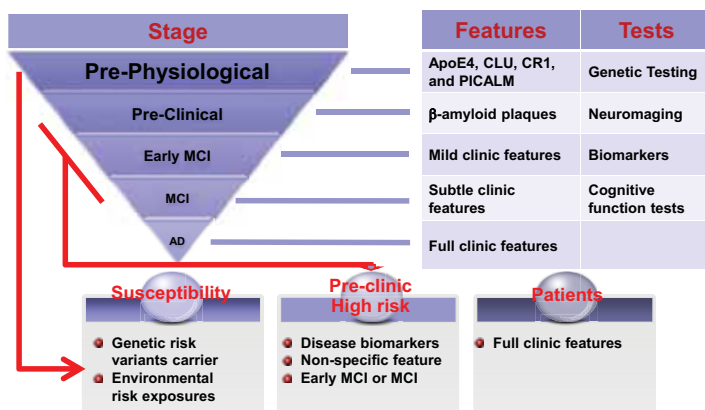 Stage
Features
Tests
Pre-Physiological
ApoE4, CLU, CR1,
and PICALM
Genetic Testing
Pre-Clinical
β-amyloid plaques
Neuromaging
Early MCI
Mild clinic features
Biomarkers
MCI
Subtle clinic
features
Cognitive
function tests
AD
Full clinic features
Susceptibility
Genetic risk
variants carrier
Environmental
risk exposures
Pre-clinic
High risk
Disease biomarkers
Non-specific feature
Early MCI or MCI
Patients
Full clinic features